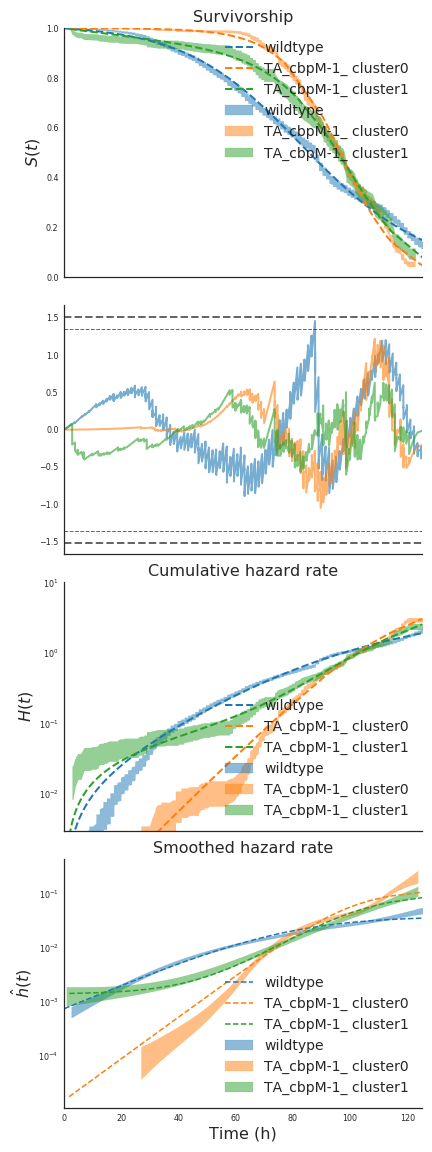 Survivorship
1.0
0.8
0.6
0.4
0.2
0.0
S(t)
wildtype
TA_cbpM-1_ cluster0
TA_cbpM-1_ cluster1
wildtype
TA_cbpM-1_ cluster0
TA_cbpM-1_ cluster1
1.5
1.0
0.5
0.0
−0.5
−1.0
−1.5
Cumulative hazard rate
10¹
10⁰
10⁻¹
10⁻²
H(t)
wildtype
TA_cbpM-1_ cluster0
TA_cbpM-1_ cluster1
wildtype
TA_cbpM-1_ cluster0
TA_cbpM-1_ cluster1
Smoothed hazard rate
10⁻¹
10⁻²
10⁻³
10⁻⁴
ĥ(t)
wildtype
TA_cbpM-1_ cluster0
TA_cbpM-1_ cluster1
wildtype
TA_cbpM-1_ cluster0
TA_cbpM-1_ cluster1
0 20 40 60 80 100 120
Time (h)